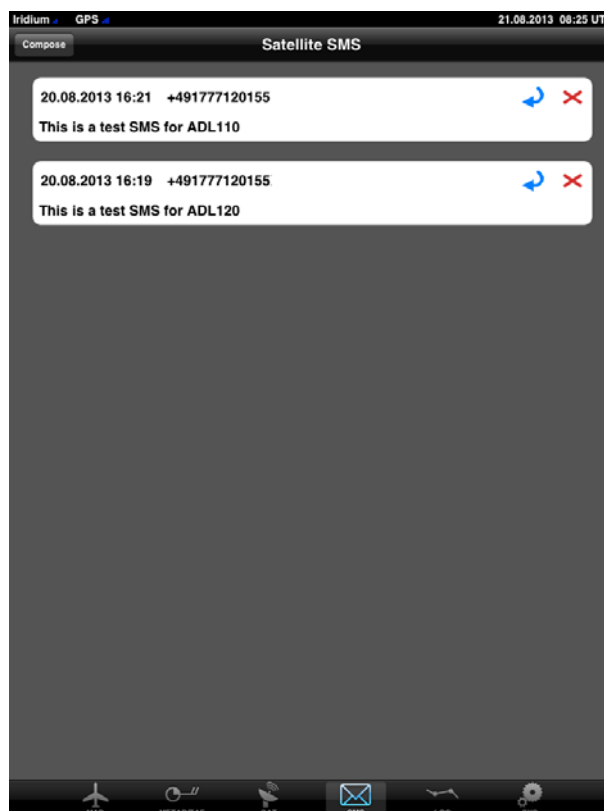 Iridium GPS 21.08.2013 08:25 UT
Compose Satellite SMS
20.08.2013 16:21 +491777120155
This is a test SMS for ADL110
20.08.2013 16:19 +491777120155
This is a test SMS for ADL120